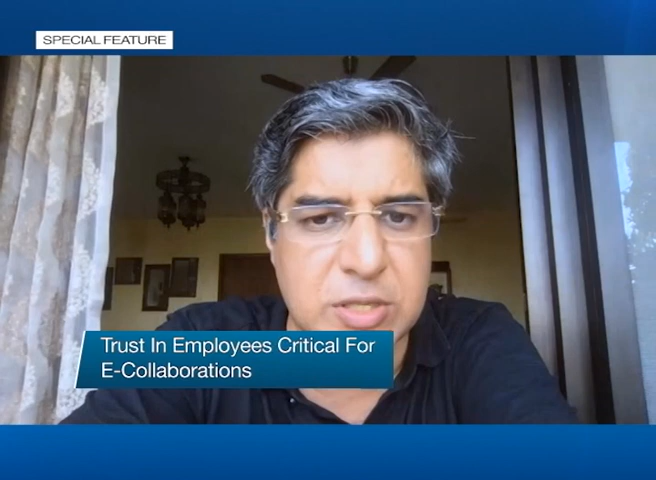 SPECIAL FEATURE
Trust In Employees Critical For
E-Collaborations